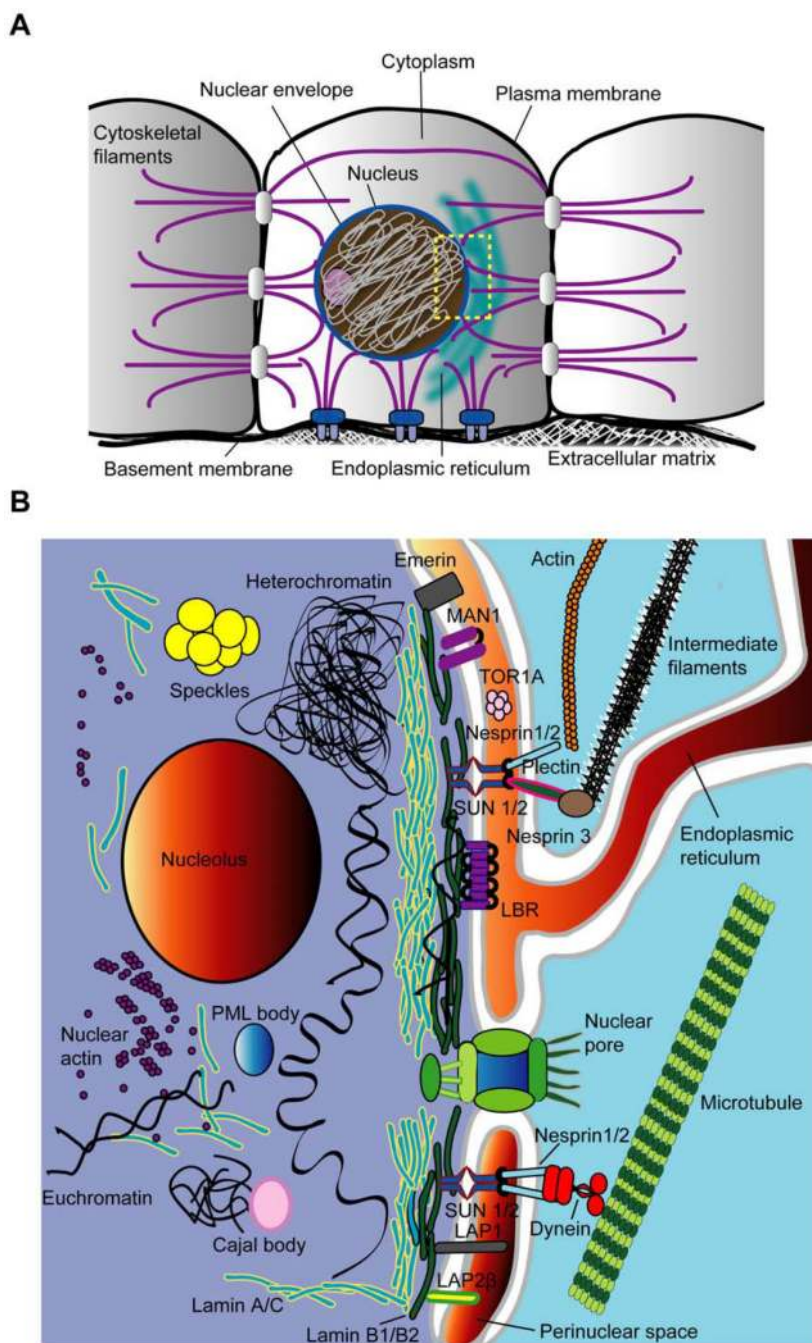 A
Cytoplasm
Nuclear envelope
Plasma membrane
Cytoskeletal
filaments
Nucleus
Basement membrane
Endoplasmic reticulum
Extracellular matrix
B
Emerin
Actin
Heterochromatin
MAN1
Intermediate
filaments
TOR1A
Speckles
Nesprin1/2
Plectin
SUN 1/2
Nesprin 3
Endoplasmic
reticulum
Nucleolus
LBR
PML body
Nuclear
pore
Nuclear
actin
Microtubule
Nesprin1/2
Euchromatin
SUN 1/2
Dynein
LAP1
Cajal body
LAP2β
Lamin A/C
Lamin B1/B2
Perinuclear space